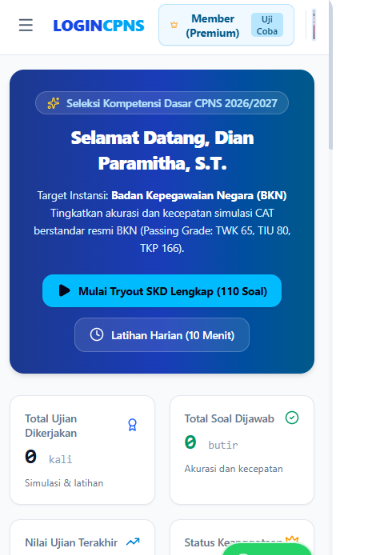 LOGINCPNS
Member
(Premium)
Uji
Coba
Seleksi Kompetensi Dasar CPNS 2026/2027
Selamat Datang, Dian
Paramitha, S.T.
Target Instansi: Badan Kepegawaian Negara (BKN)
Tingkatkan akurasi dan kecepatan simulasi CAT
berstandar resmi BKN (Passing Grade: TWK 65, TIU 80,
TKP 166).
Mulai Tryout SKD Lengkap (110 Soal)
Latihan Harian (10 Menit)
Total Ujian
Dikerjakan
0 kali
Simulasi & latihan
Total Soal Dijawab
0 butir
Akurasi dan kecepatan
Nilai Ujian Terakhir
Status Keanggotaan